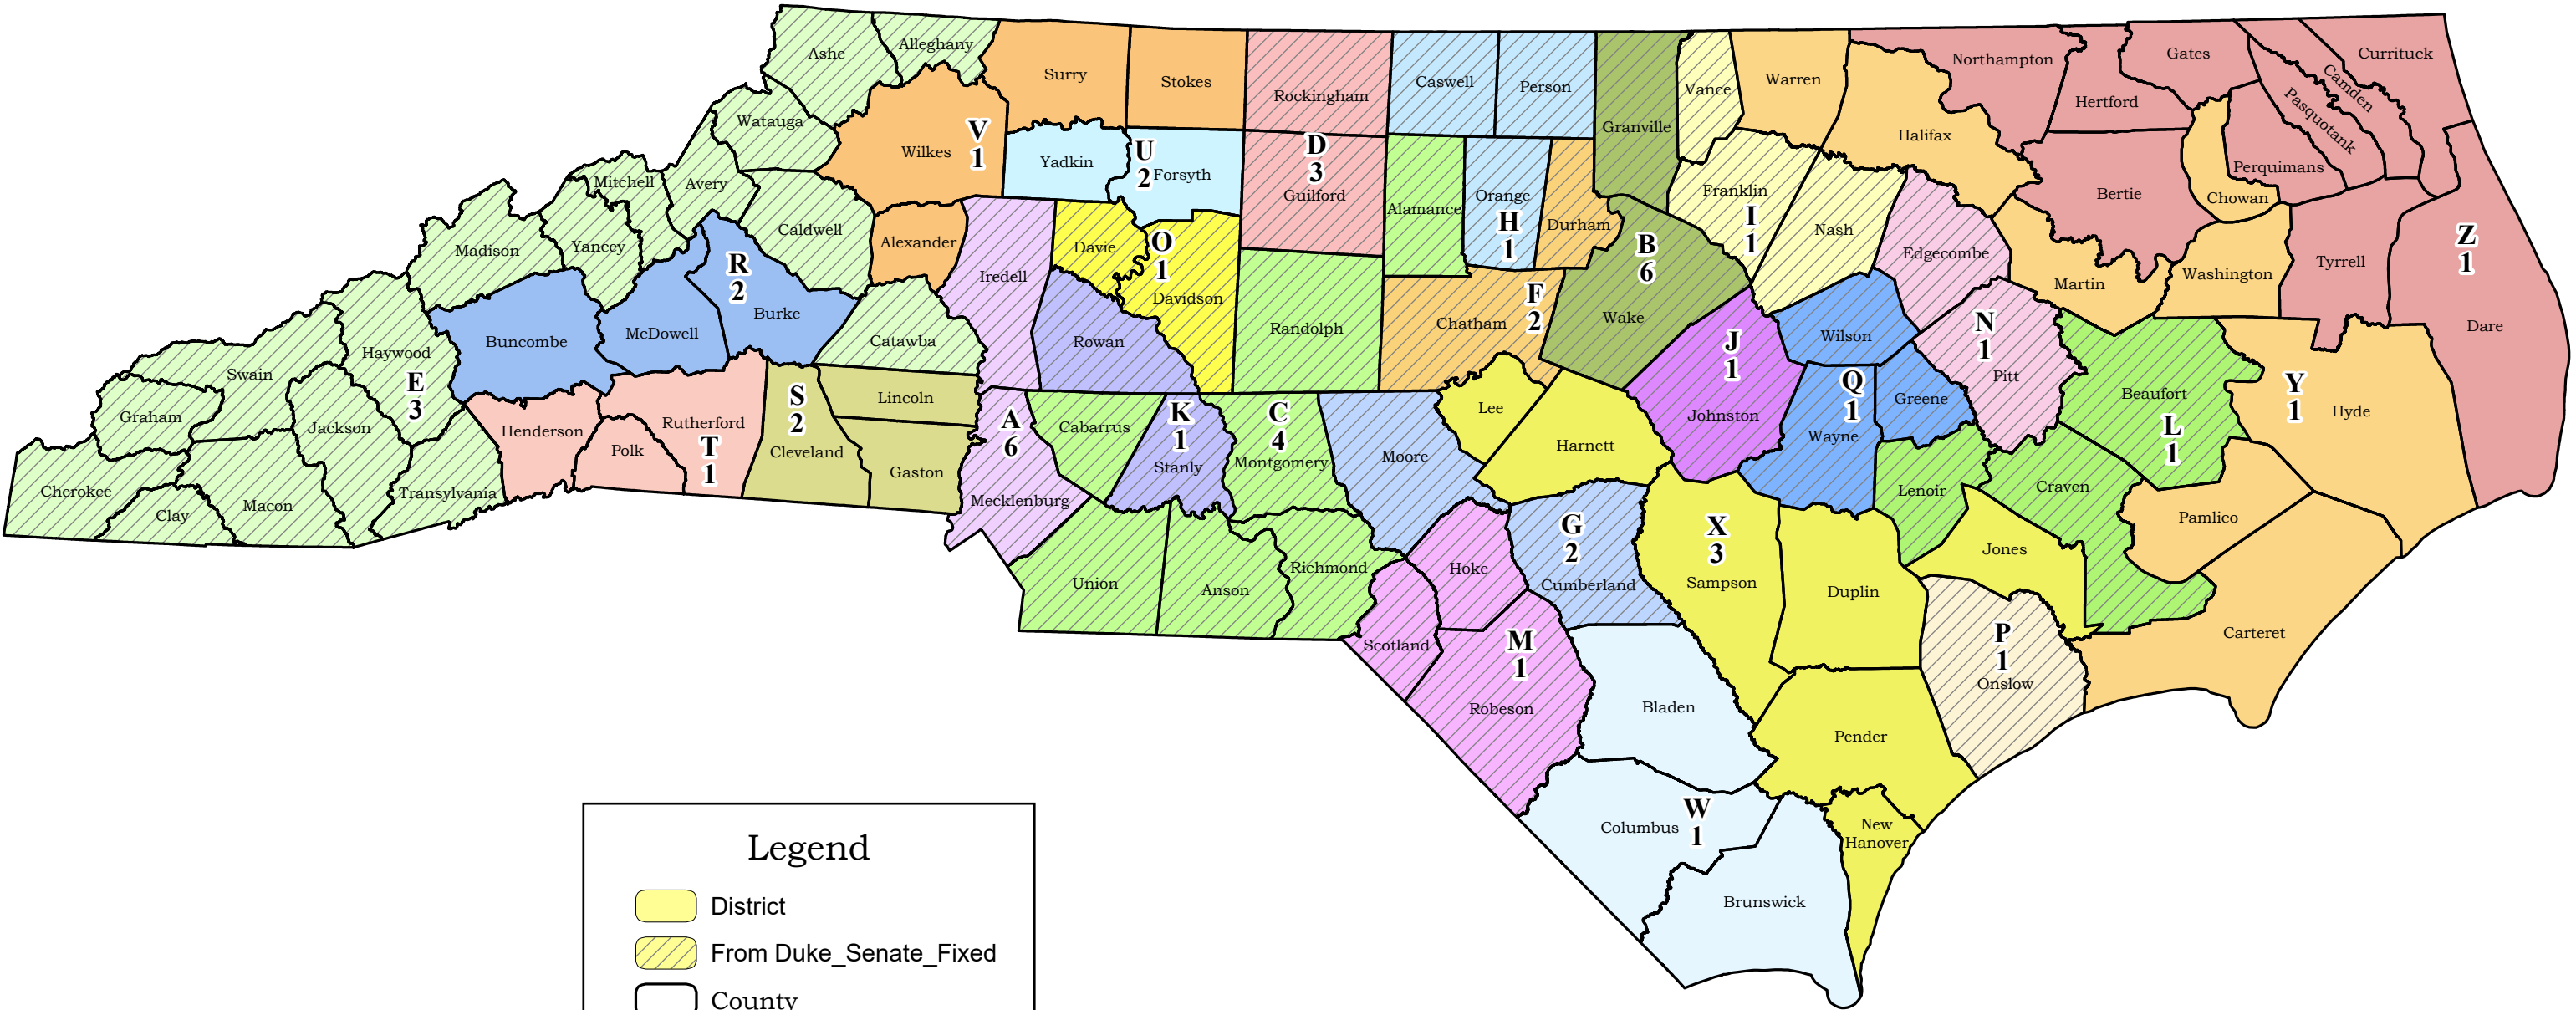 Ashe
Alleghany
Surry
Stokes
Rockingham
Caswell
Person
Granville
Vance
Warren
Northampton
Gates
Currituck
Camden
Pasquotank
Hertford
Halifax
Perquimans
Bertie
Chowan
Watauga
Wilkes
V
1
Yadkin
U
2
Forsyth
D
3
Guilford
Alamance
Orange
H
1
Durham
Franklin
I
1
Nash
Edgecombe
Martin
Washington
Tyrrell
Z
1
Dare
Mitchell
Avery
Caldwell
Alexander
Iredell
Davie
O
1
Davidson
Randolph
Chatham
F
2
B
6
Wake
Madison
Yancey
R
2
Burke
McDowell
Buncombe
Catawba
Rowan
J
1
Johnston
Wilson
Q
1
Wayne
Greene
N
1
Pitt
Beaufort
L
1
Y
1
Hyde
Haywood
E
3
Swain
Graham
Jackson
Cherokee
Clay
Macon
Transylvania
Henderson
Polk
Rutherford
T
1
S
2
Cleveland
Lincoln
Gaston
A
6
Mecklenburg
Cabarrus
K
1
Stanly
C
4
Montgomery
Moore
Lee
Harnett
Lenoir
Craven
Pamlico
Jones
Carteret
Union
Anson
Richmond
Scotland
Hoke
G
2
Cumberland
X
3
Sampson
Duplin
P
1
Onslow
M
1
Robeson
Bladen
Pender
Columbus
W
1
New
Hanover
Brunswick
Legend
District
From Duke_Senate_Fixed
County